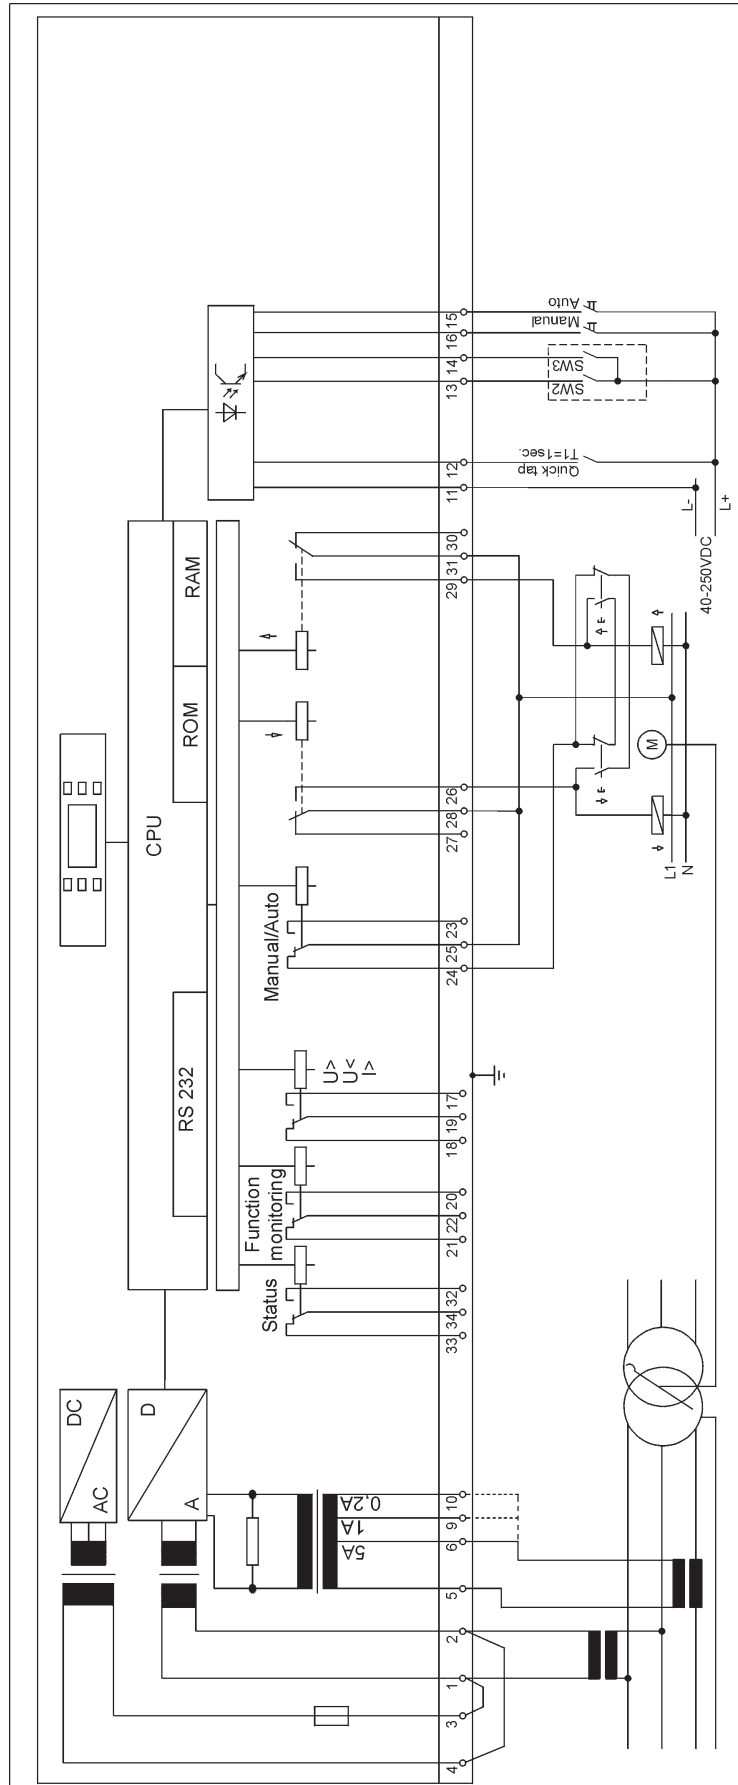 Auto
Manual
SW3
SW2
Quick tap
T1=1sec.
15
16
14
13
12
11
L-
L+
40-250VDC
RAM
ROM
CPU
30
31
29
26
28
27
M
L1
N
Manual/Auto
23
25
24
RS 232
U>
U<
I>
17
19
18
Function
monitoring
20
22
21
Status
32
34
33
DC
AC
D
A
0,2A
1A
5A
10
9
6
5
2
1
3
4